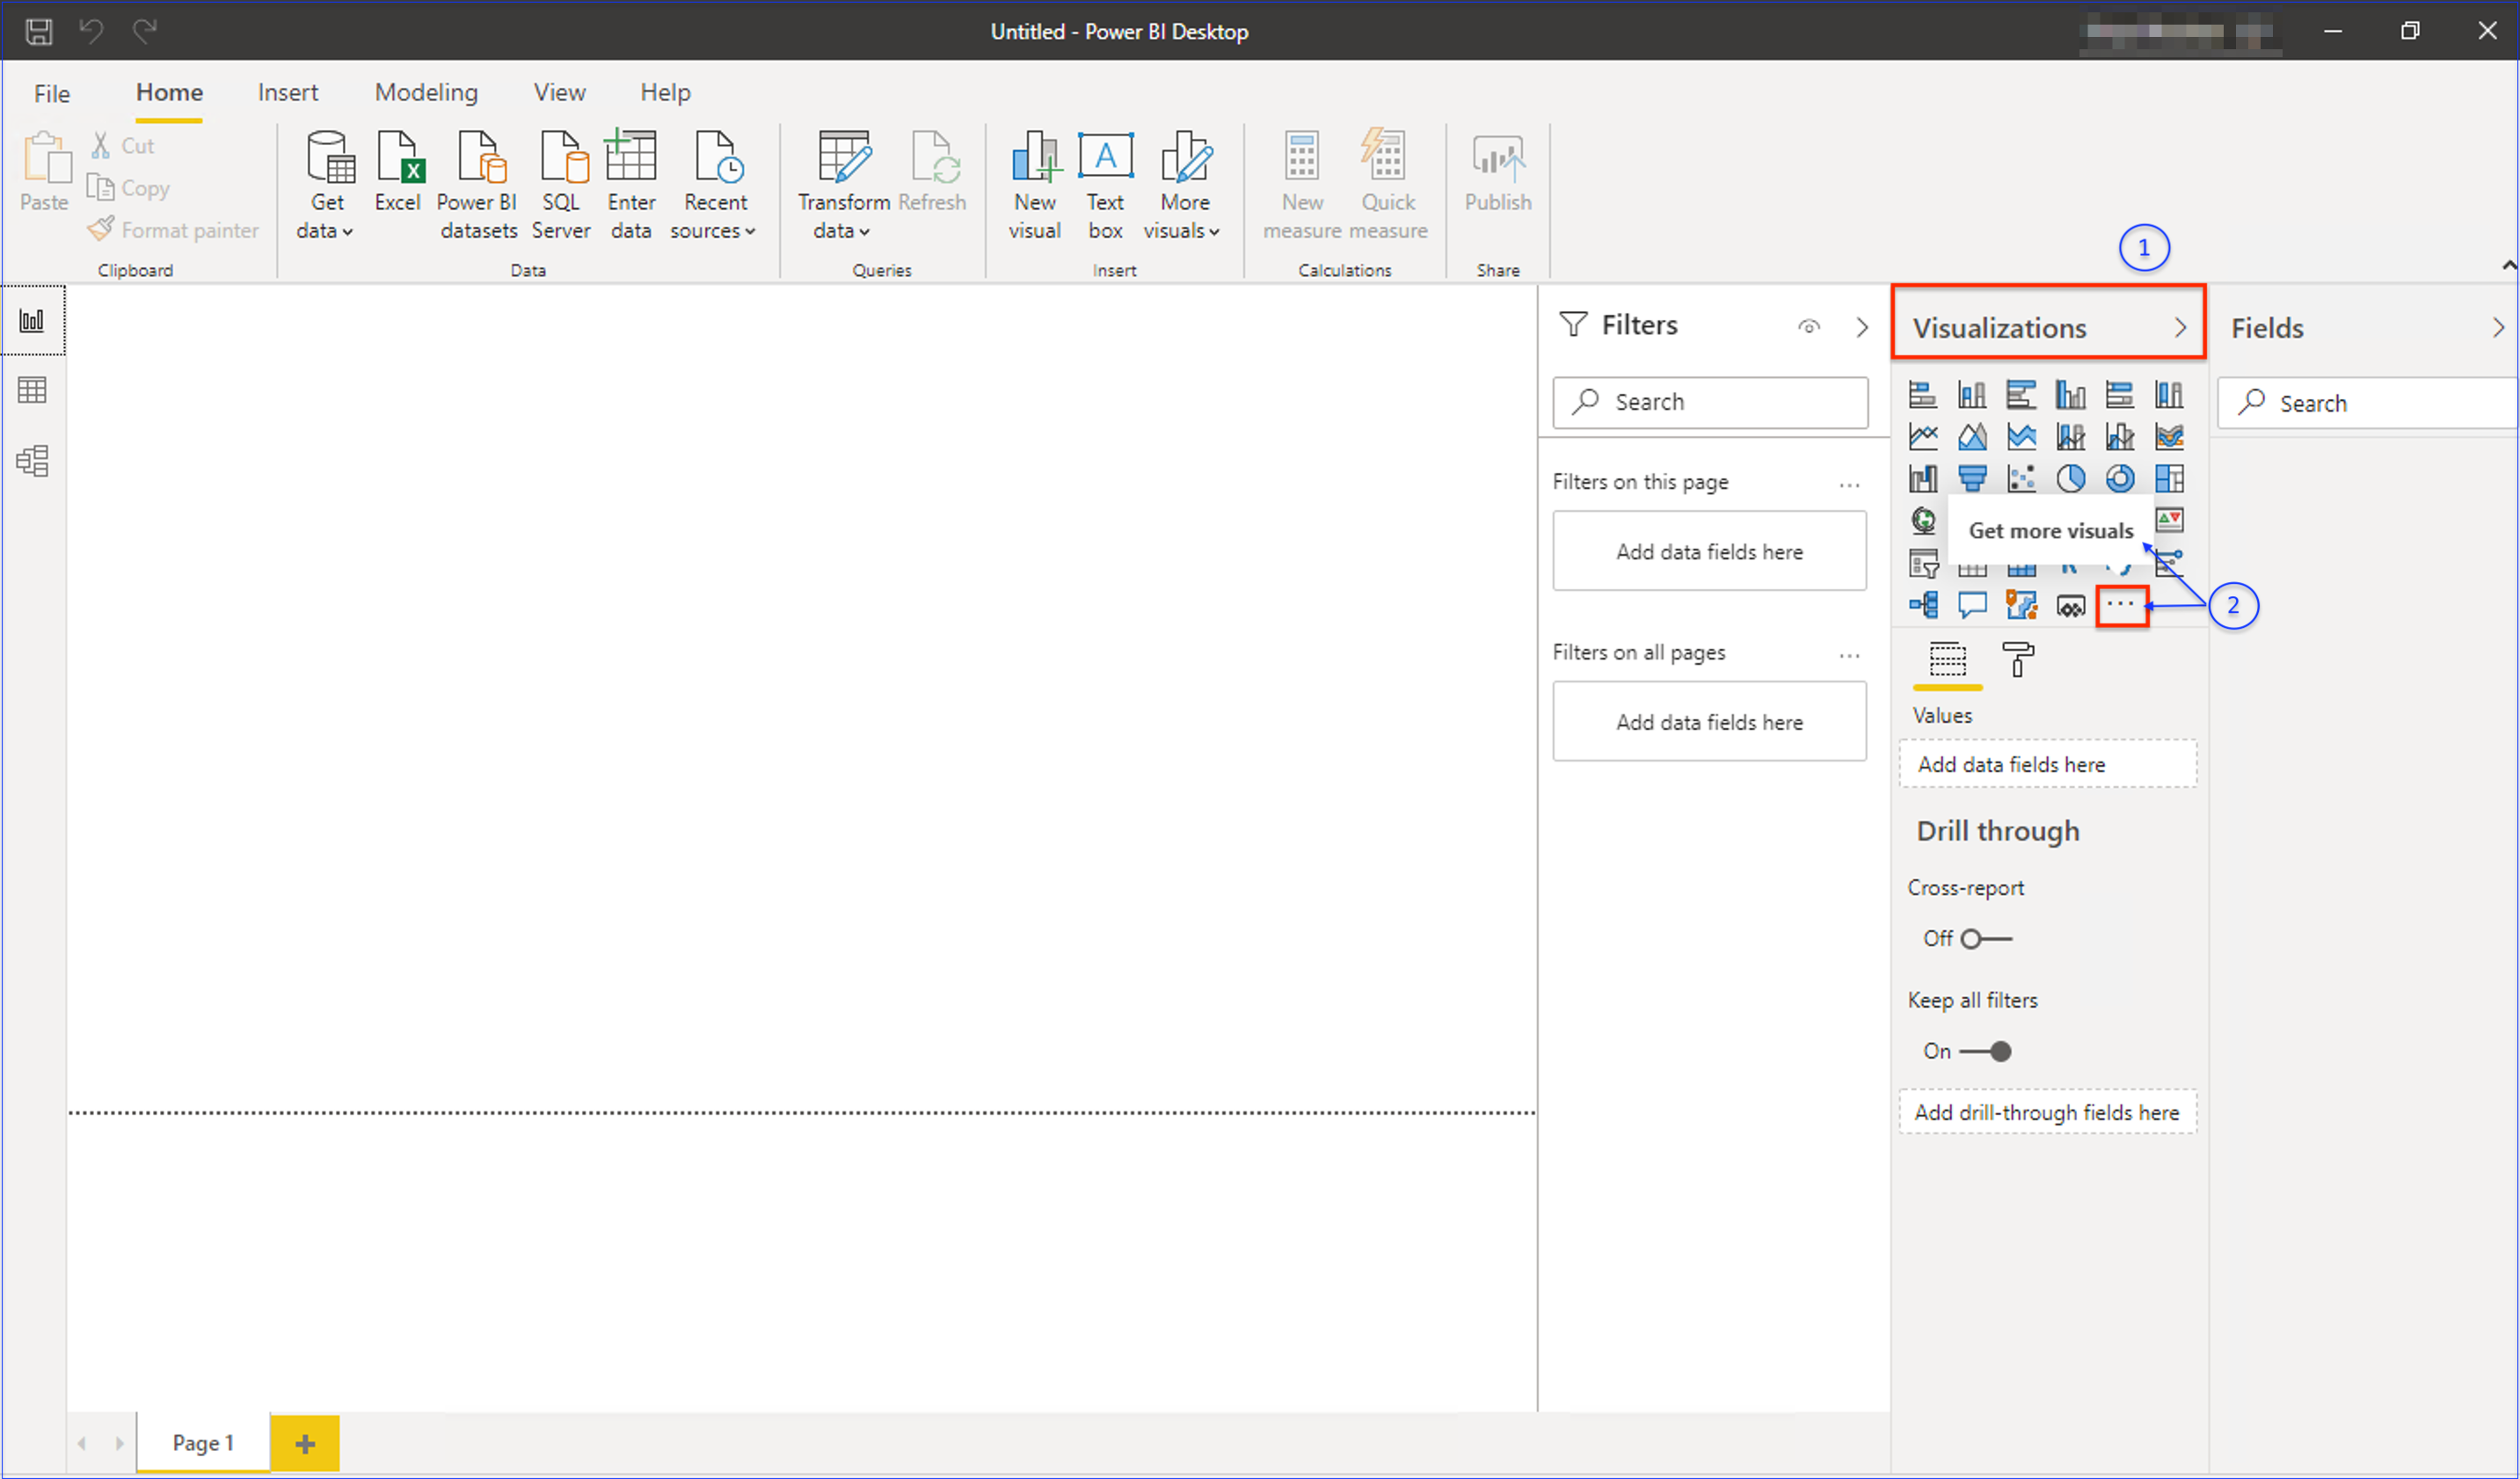 Untitled - Power BI Desktop
File Home Insert Modeling View Help
Paste
Cut
Copy
Format painter
Clipboard
Get data
Excel
Power BI datasets
SQL Server
Enter data
Recent sources
Data
Transform data
Refresh
Queries
New visual
Text box
More visuals
Insert
New measure
Quick measure
Calculations
Publish
Share
1
Filters
Search
Filters on this page
...
Add data fields here
Filters on all pages
...
Add data fields here
Visualizations
Get more visuals
...
2
Values
Add data fields here
Drill through
Cross-report
Off
Keep all filters
On
Add drill-through fields here
Fields
Search
Page 1